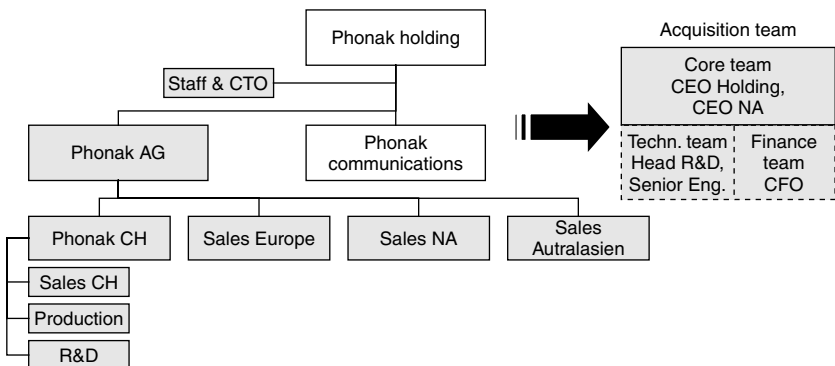 Phonak holding
Acquisition team
Staff & CTO
Core team
CEO Holding,
CEO NA
Phonak AG
Phonak
communications
Techn. team
Head R&D,
Senior Eng.
Finance
team
CFO
Phonak CH
Sales Europe
Sales NA
Sales
Autralasien
Sales CH
Production
R&D